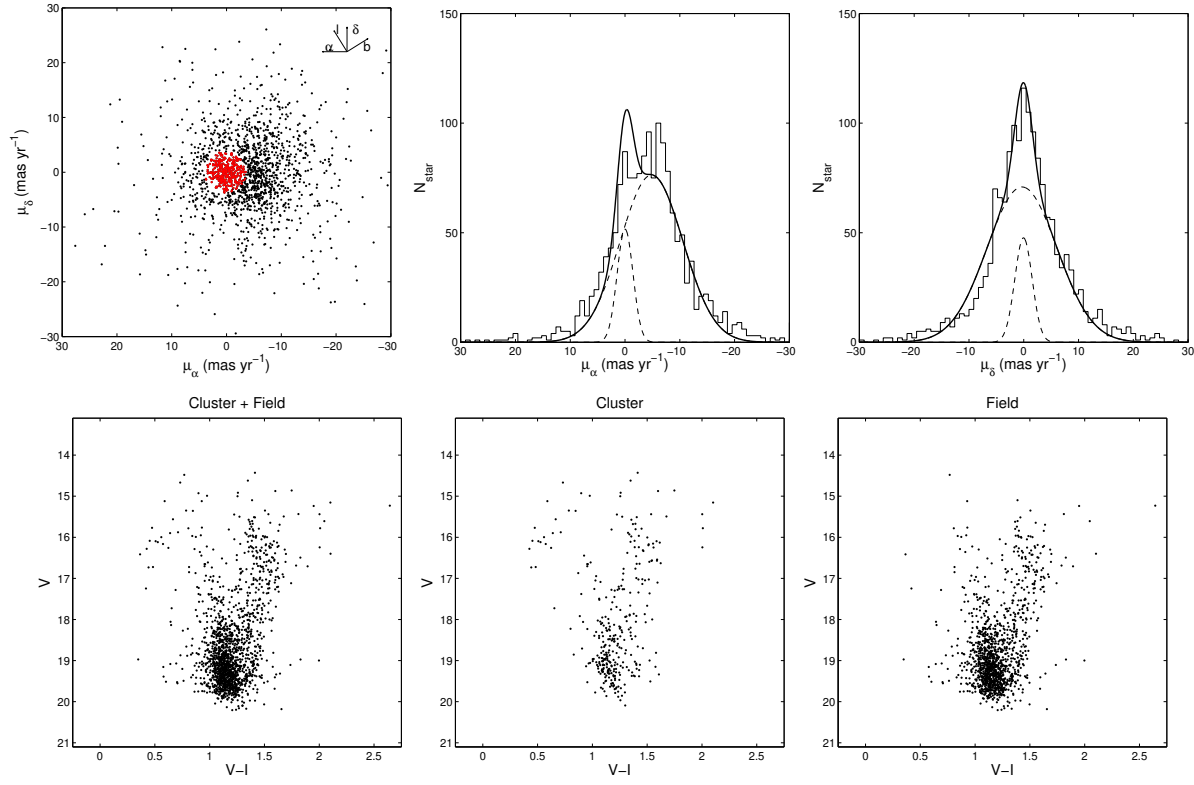 30
20
10
0
−10
−20
−30
30 20 10 0 −10 −20 −30
μα (mas yr−1)
μδ (mas yr−1)
l δ
α b
150
100
50
0
30 20 10 0 −10 −20 −30
μα (mas yr−1)
Nstar
150
100
50
0
−30 −20 −10 0 10 20 30
μδ (mas yr−1)
Nstar
Cluster + Field
14
15
16
17
18
19
20
21
0 0.5 1 1.5 2 2.5
V−I
V
Cluster
14
15
16
17
18
19
20
21
0 0.5 1 1.5 2 2.5
V−I
V
Field
14
15
16
17
18
19
20
21
0 0.5 1 1.5 2 2.5
V−I
V